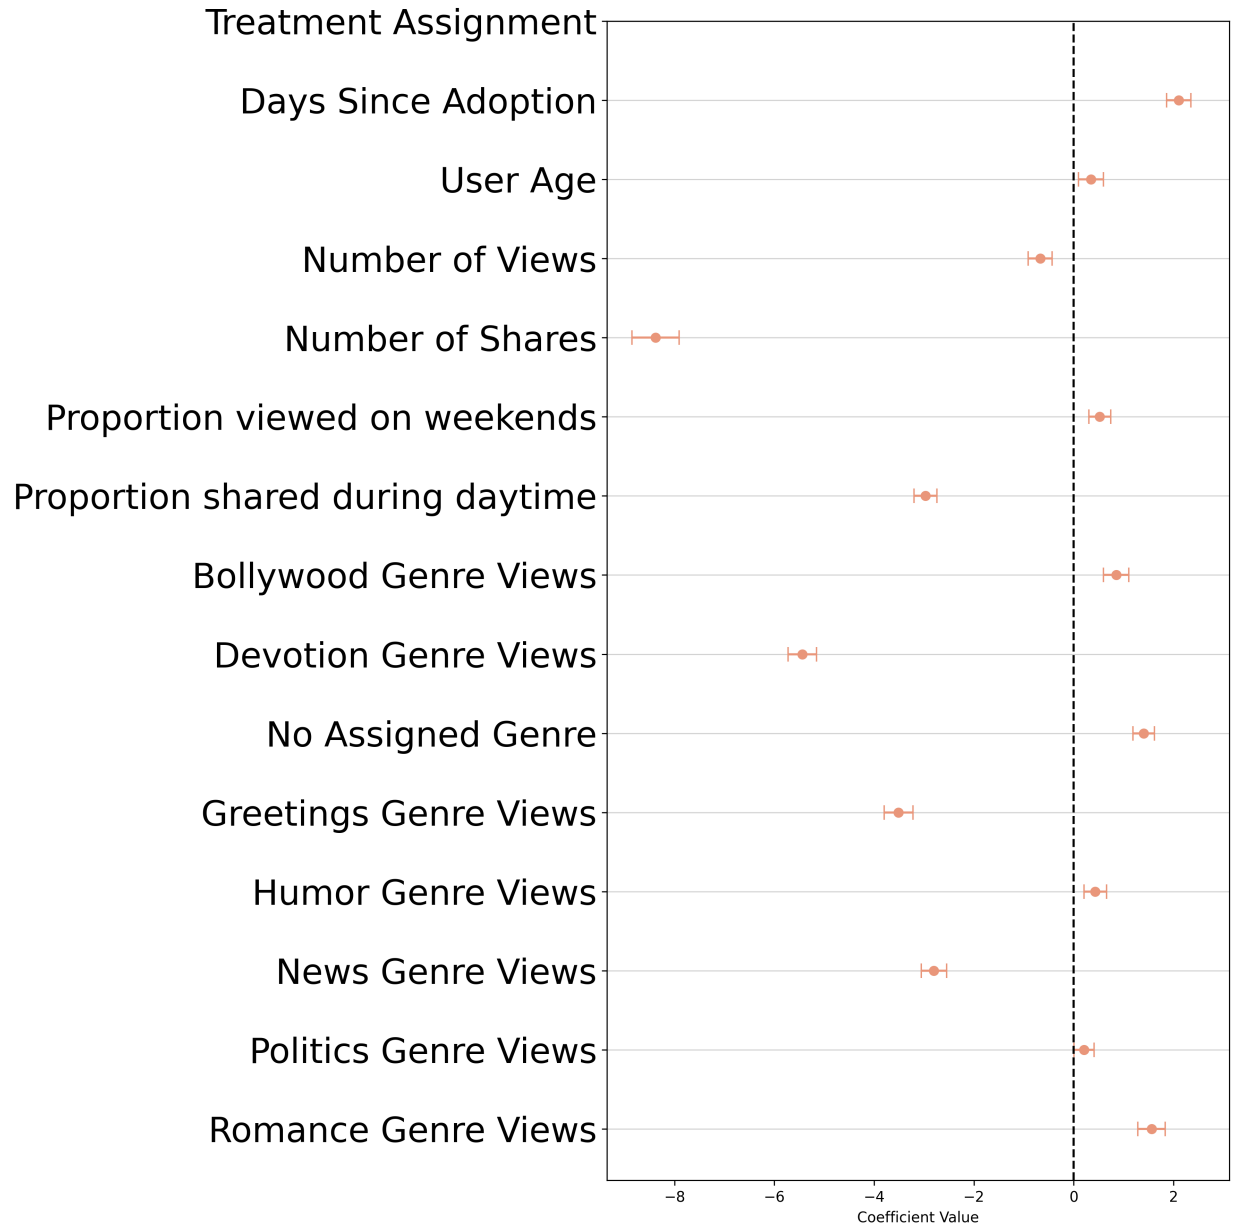 Treatment Assignment
Days Since Adoption
User Age
Number of Views
Number of Shares
Proportion viewed on weekends
Proportion shared during daytime
Bollywood Genre Views
Devotion Genre Views
No Assigned Genre
Greetings Genre Views
Humor Genre Views
News Genre Views
Politics Genre Views
Romance Genre Views
−8 −6 −4 −2 0 2
Coefficient Value